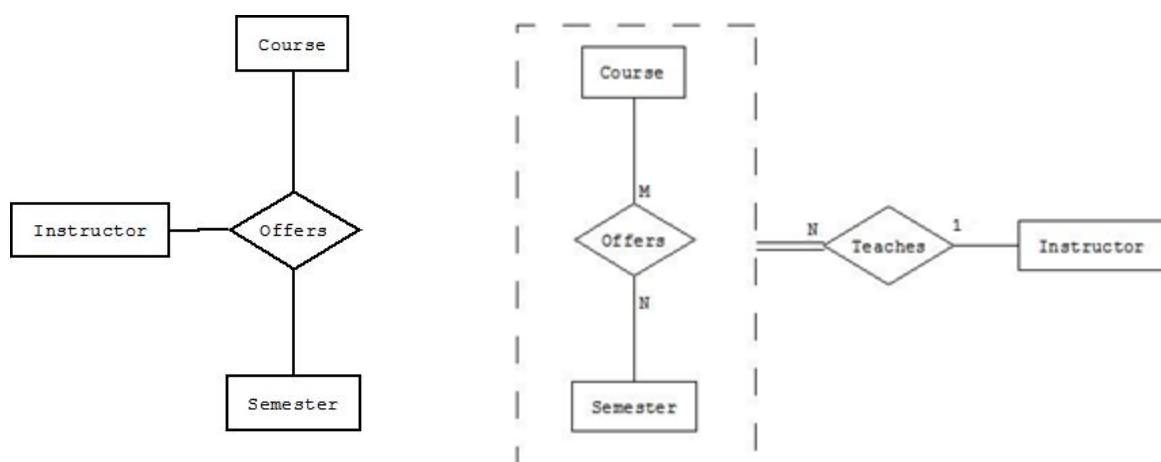 Course
Instructor
Offers
Semester
Course
M
Offers
N
Semester
N
Teaches
1
Instructor